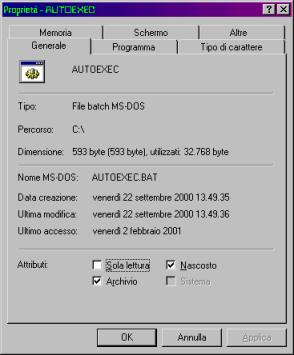 Proprietà - AUTOEXEC
Memoria Schermo Altre
Generale Programma Tipo di carattere
AUTOEXEC
Tipo: File batch MS-DOS
Percorso: C:\
Dimensione: 593 byte (593 byte), utilizzati: 32.768 byte
Nome MS-DOS: AUTOEXEC.BAT
Data creazione: venerdì 22 settembre 2000 13.49.35
Ultima modifica: venerdì 22 settembre 2000 13.49.36
Ultimo accesso: venerdì 2 febbraio 2001
Attributi: Sola lettura Nascosto
Archivio Sistema
OK Annulla Applica